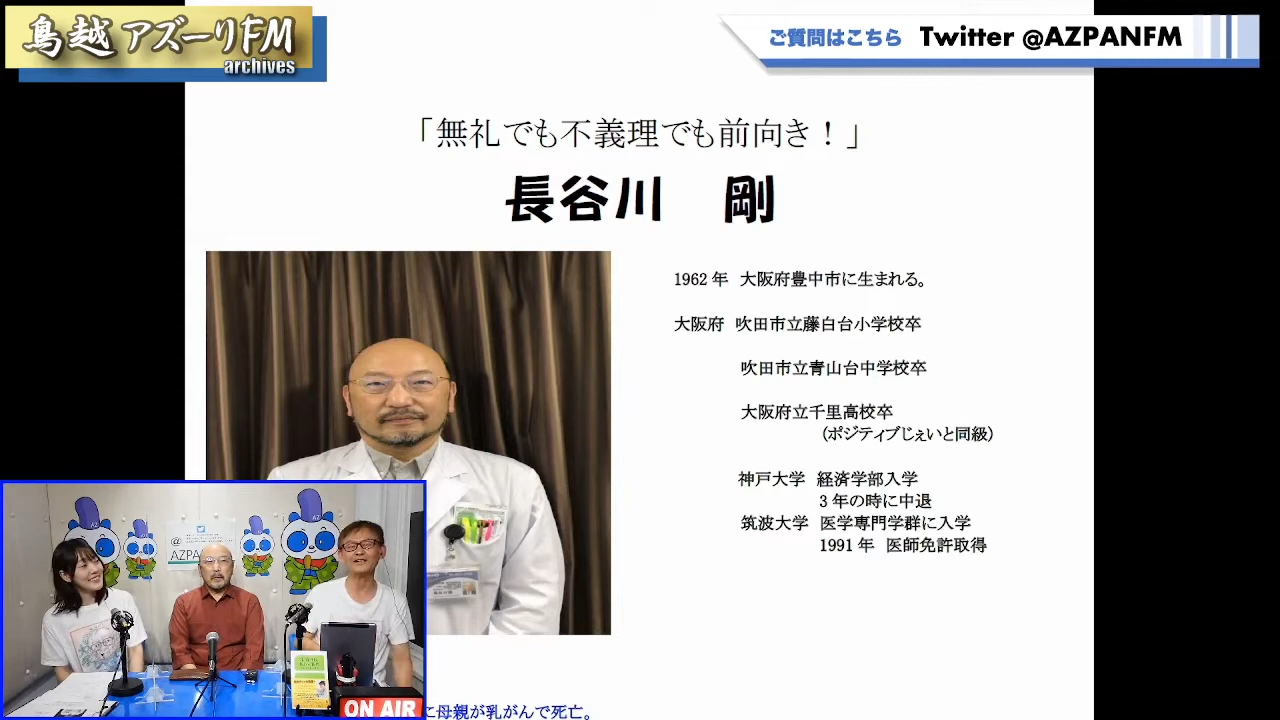 鳥越アズーリFM
archives
ご質問はこちら Twitter @AZPANFM
「無礼でも不義理でも前向き！」
長谷川 剛
1962年 大阪府豊中市に生まれる。
大阪府 吹田市立藤白台小学校卒
吹田市立青山台中学校卒
大阪府立千里高校卒
(ポジティブじぇいと同級)
神戸大学 経済学部入学
3年の時に中退
筑波大学 医学専門学群に入学
1991年 医師免許取得
@
AZPAN
AZ
ON AIR
に母親が乳がんで死亡。